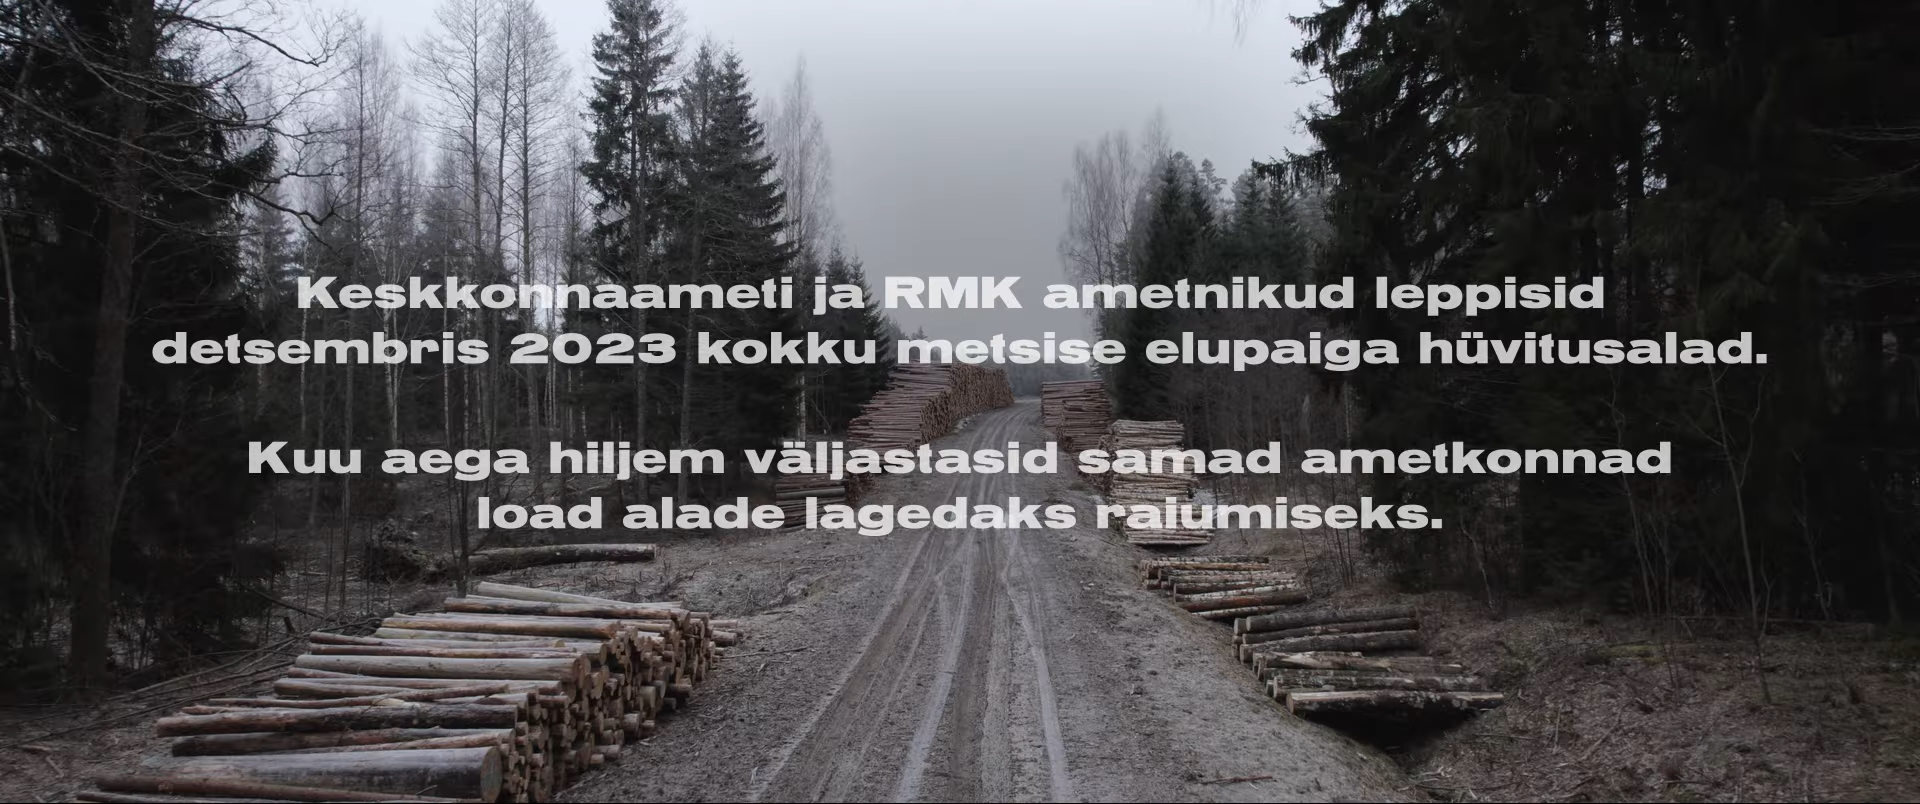 Keskkonnaameti ja RMK ametnikud leppisid
detsembris 2023 kokku metsise elupaiga hüvitusalad.
Kuu aega hiljem väljastasid samad ametkonnad
load alade lagedaks raiumiseks.